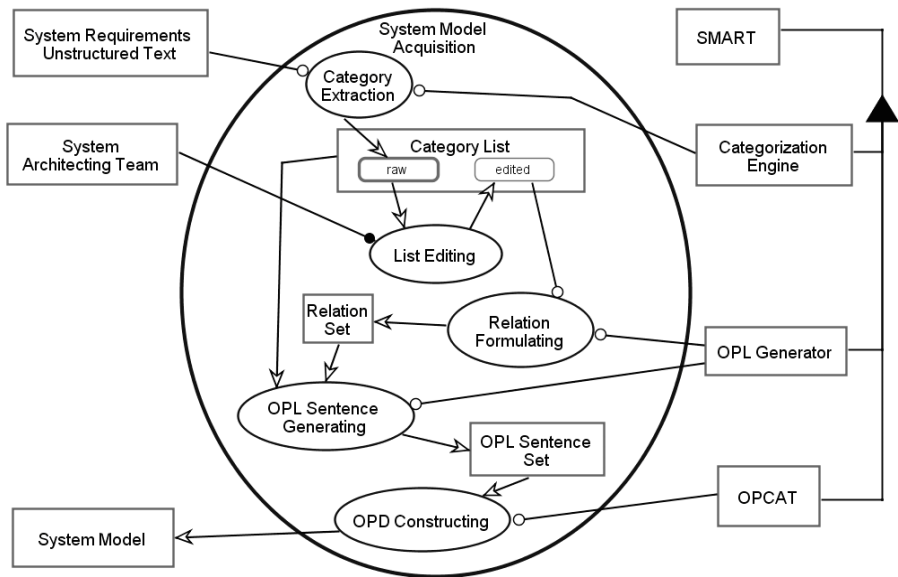 System Requirements
Unstructured Text
System Model
Acquisition
SMART
Category
Extraction
System
Architecting Team
Category List
raw
edited
Categorization
Engine
List Editing
Relation
Set
Relation
Formulating
OPL Generator
OPL Sentence
Generating
OPL Sentence
Set
OPCAT
OPD Constructing
System Model